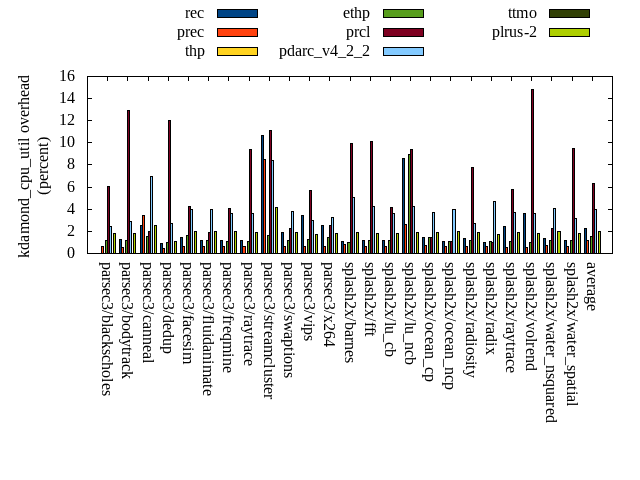 rec
prec
thp
ethp
prcl
pdarc_v4_2_2
ttmo
plrus-2
kdamond_cpu_util overhead
(percent)
16
14
12
10
8
6
4
2
0
parsec3/blackscholes
parsec3/bodytrack
parsec3/canneal
parsec3/dedup
parsec3/facesim
parsec3/fluidanimate
parsec3/freqmine
parsec3/raytrace
parsec3/streamcluster
parsec3/swaptions
parsec3/vips
parsec3/x264
splash2x/barnes
splash2x/fft
splash2x/lu_cb
splash2x/lu_ncb
splash2x/ocean_cp
splash2x/ocean_ncp
splash2x/radiosity
splash2x/radix
splash2x/raytrace
splash2x/volrend
splash2x/water_nsquared
splash2x/water_spatial
average